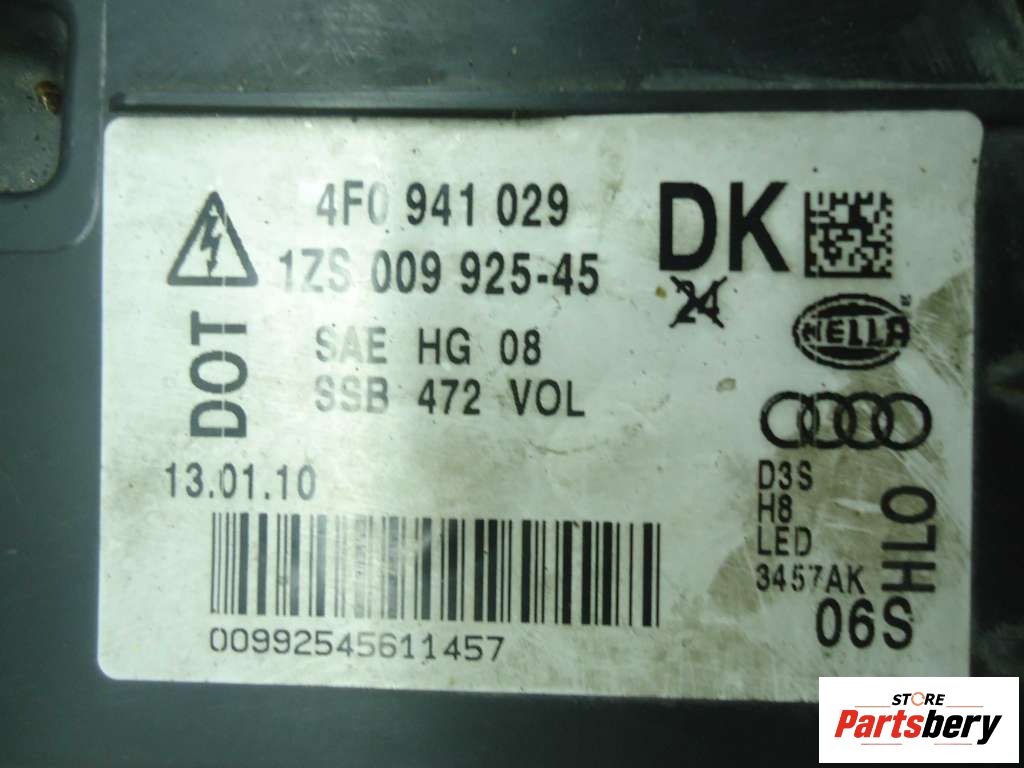 4F0 941 029
1ZS 009 925-45
DK
24
HELLA
DOT
SAE HG 08
SSB 472 VOL
13.01.10
D3S
H8
LED
3457AK
HLO
06S
00992545611457
STORE
Partsbery